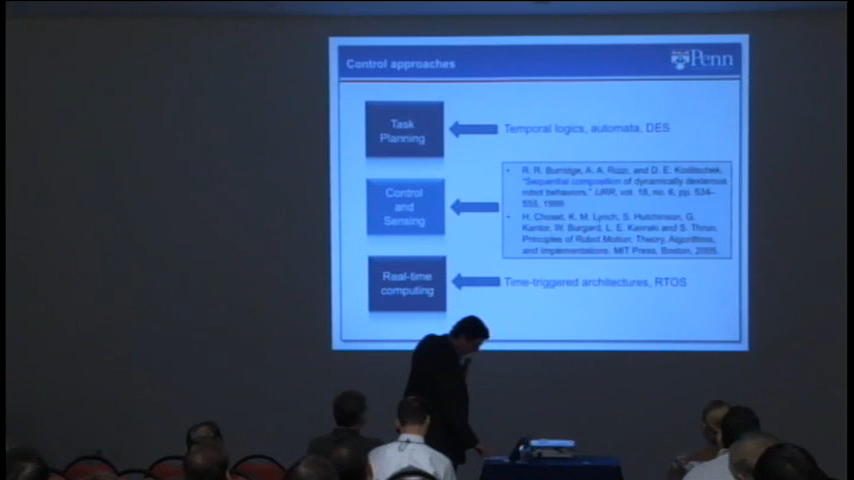 Control approaches
Penn
Task
Planning
Temporal logics, automata, DES
• R. R. Burridge, A. A. Rizzi, and D. E. Koditschek,
"Sequential composition of dynamically dexterous
robot behaviors," IJRR, vol. 18, no. 6, pp. 534–
555, 1999.
Control
and
Sensing
• H. Choset, K. M. Lynch, S. Hutchinson, G.
Kantor, W. Burgard, L. E. Kavraki and S. Thrun,
Principles of Robot Motion: Theory, Algorithms,
and Implementations. MIT Press, Boston, 2005.
Real-time
computing
Time-triggered architectures, RTOS